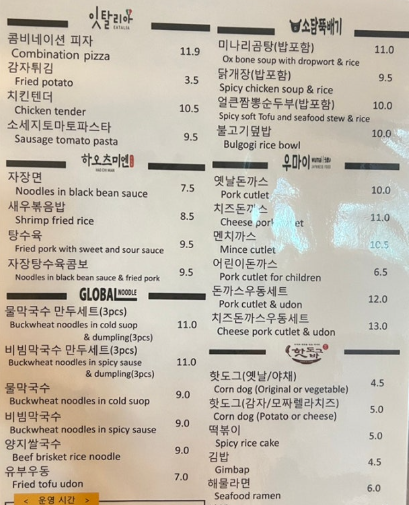 잇탈리아
EATALIA
콤비네이션 피자
Combination pizza 11.9
감자튀김
Fried potato 3.5
치킨텐더
Chicken tender 10.5
소세지토마토파스타
Sausage tomato pasta 9.5
하오츠미엔
자장면
Noodles in black bean sauce 7.5
새우볶음밥
Shrimp fried rice 8.5
탕수육
Fried pork with sweet and sour sauce 9.5
자장탕수육콤보
Noodles in black bean sauce & fried pork 9.5
GLOBAL NOODLE
물막국수 만두세트(3pcs)
Buckwheat noodles in cold suop 11.0
& dumpling(3pcs)
비빔막국수 만두세트(3pcs)
Buckwheat noodles in spicy sause 11.0
& dumpling(3pcs)
물막국수
Buckwheat noodles in cold suop 9.0
비빔막국수
Buckwheat noodles in spicy sause 9.0
양지쌀국수
Beef brisket rice noodle 9.0
유부우동
Fried tofu udon 7.0
< 운영 시간 >
소담뚝배기
미나리곰탕(밥포함) 11.0
Ox bone soup with dropwort & rice
닭개장(밥포함) 9.5
Spicy chicken soup & rice
얼큰짬뽕순두부(밥포함) 10.0
Spicy soft Tofu and seafood stew & rice
불고기덮밥 10.0
Bulgogi rice bowl
우마이
옛날돈까스 10.0
Pork cutlet
치즈돈까스 11.0
Cheese pork cutlet
멘치까스 10.5
Mince cutlet
어린이돈까스 6.5
Pork cutlet for children
돈까스우동세트 12.0
Pork cutlet & udon
치즈돈까스우동세트 13.0
Cheese pork cutlet & udon
핫도그(옛날/야채) 4.5
Corn dog (Original or vegetable)
핫도그(감자/모짜렐라치즈) 5.0
Corn dog (Potato or cheese)
떡볶이 5.0
Spicy rice cake
김밥 4.5
Gimbap
해물라면 6.0
Seafood ramen